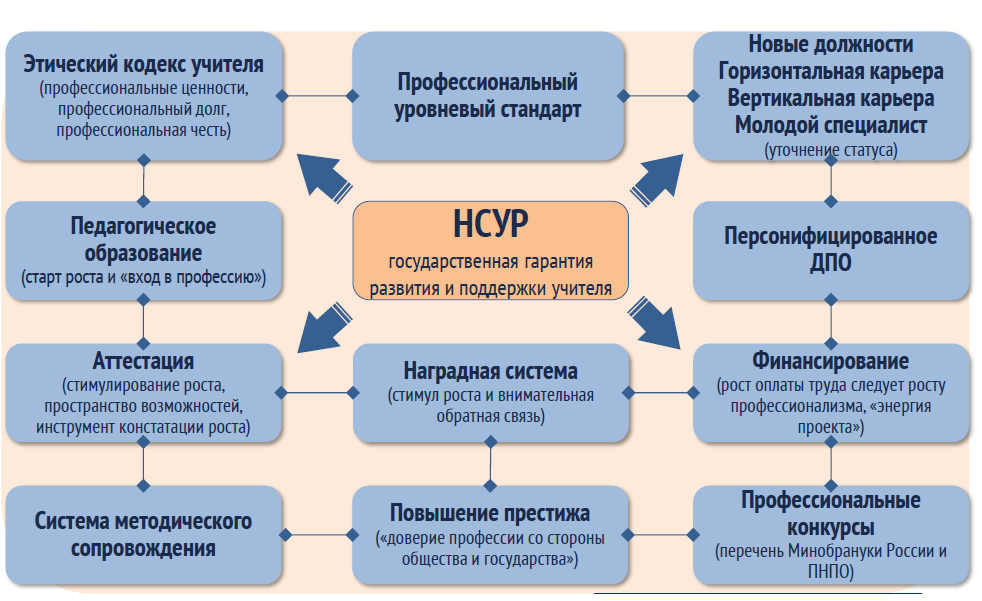 Этический кодекс учителя
(профессиональные ценности,
профессиональный долг,
профессиональная честь)
Профессиональный
уровневый стандарт
Новые должности
Горизонтальная карьера
Вертикальная карьера
Молодой специалист
(уточнение статуса)
Педагогическое
образование
(старт роста и «вход в профессию»)
НСУР
государственная гарантия
развития и поддержки учителя
Персонифицированное
ДПО
Аттестация
(стимулирование роста,
пространство возможностей,
инструмент констатации роста)
Наградная система
(стимул роста и внимательная
обратная связь)
Финансирование
(рост оплаты труда следует росту
профессионализма, «энергия
проекта»)
Система методического
сопровождения
Повышение престижа
(«доверие профессии со стороны
общества и государства»)
Профессиональные
конкурсы
(перечень Минобрануки России и
ПНПО)